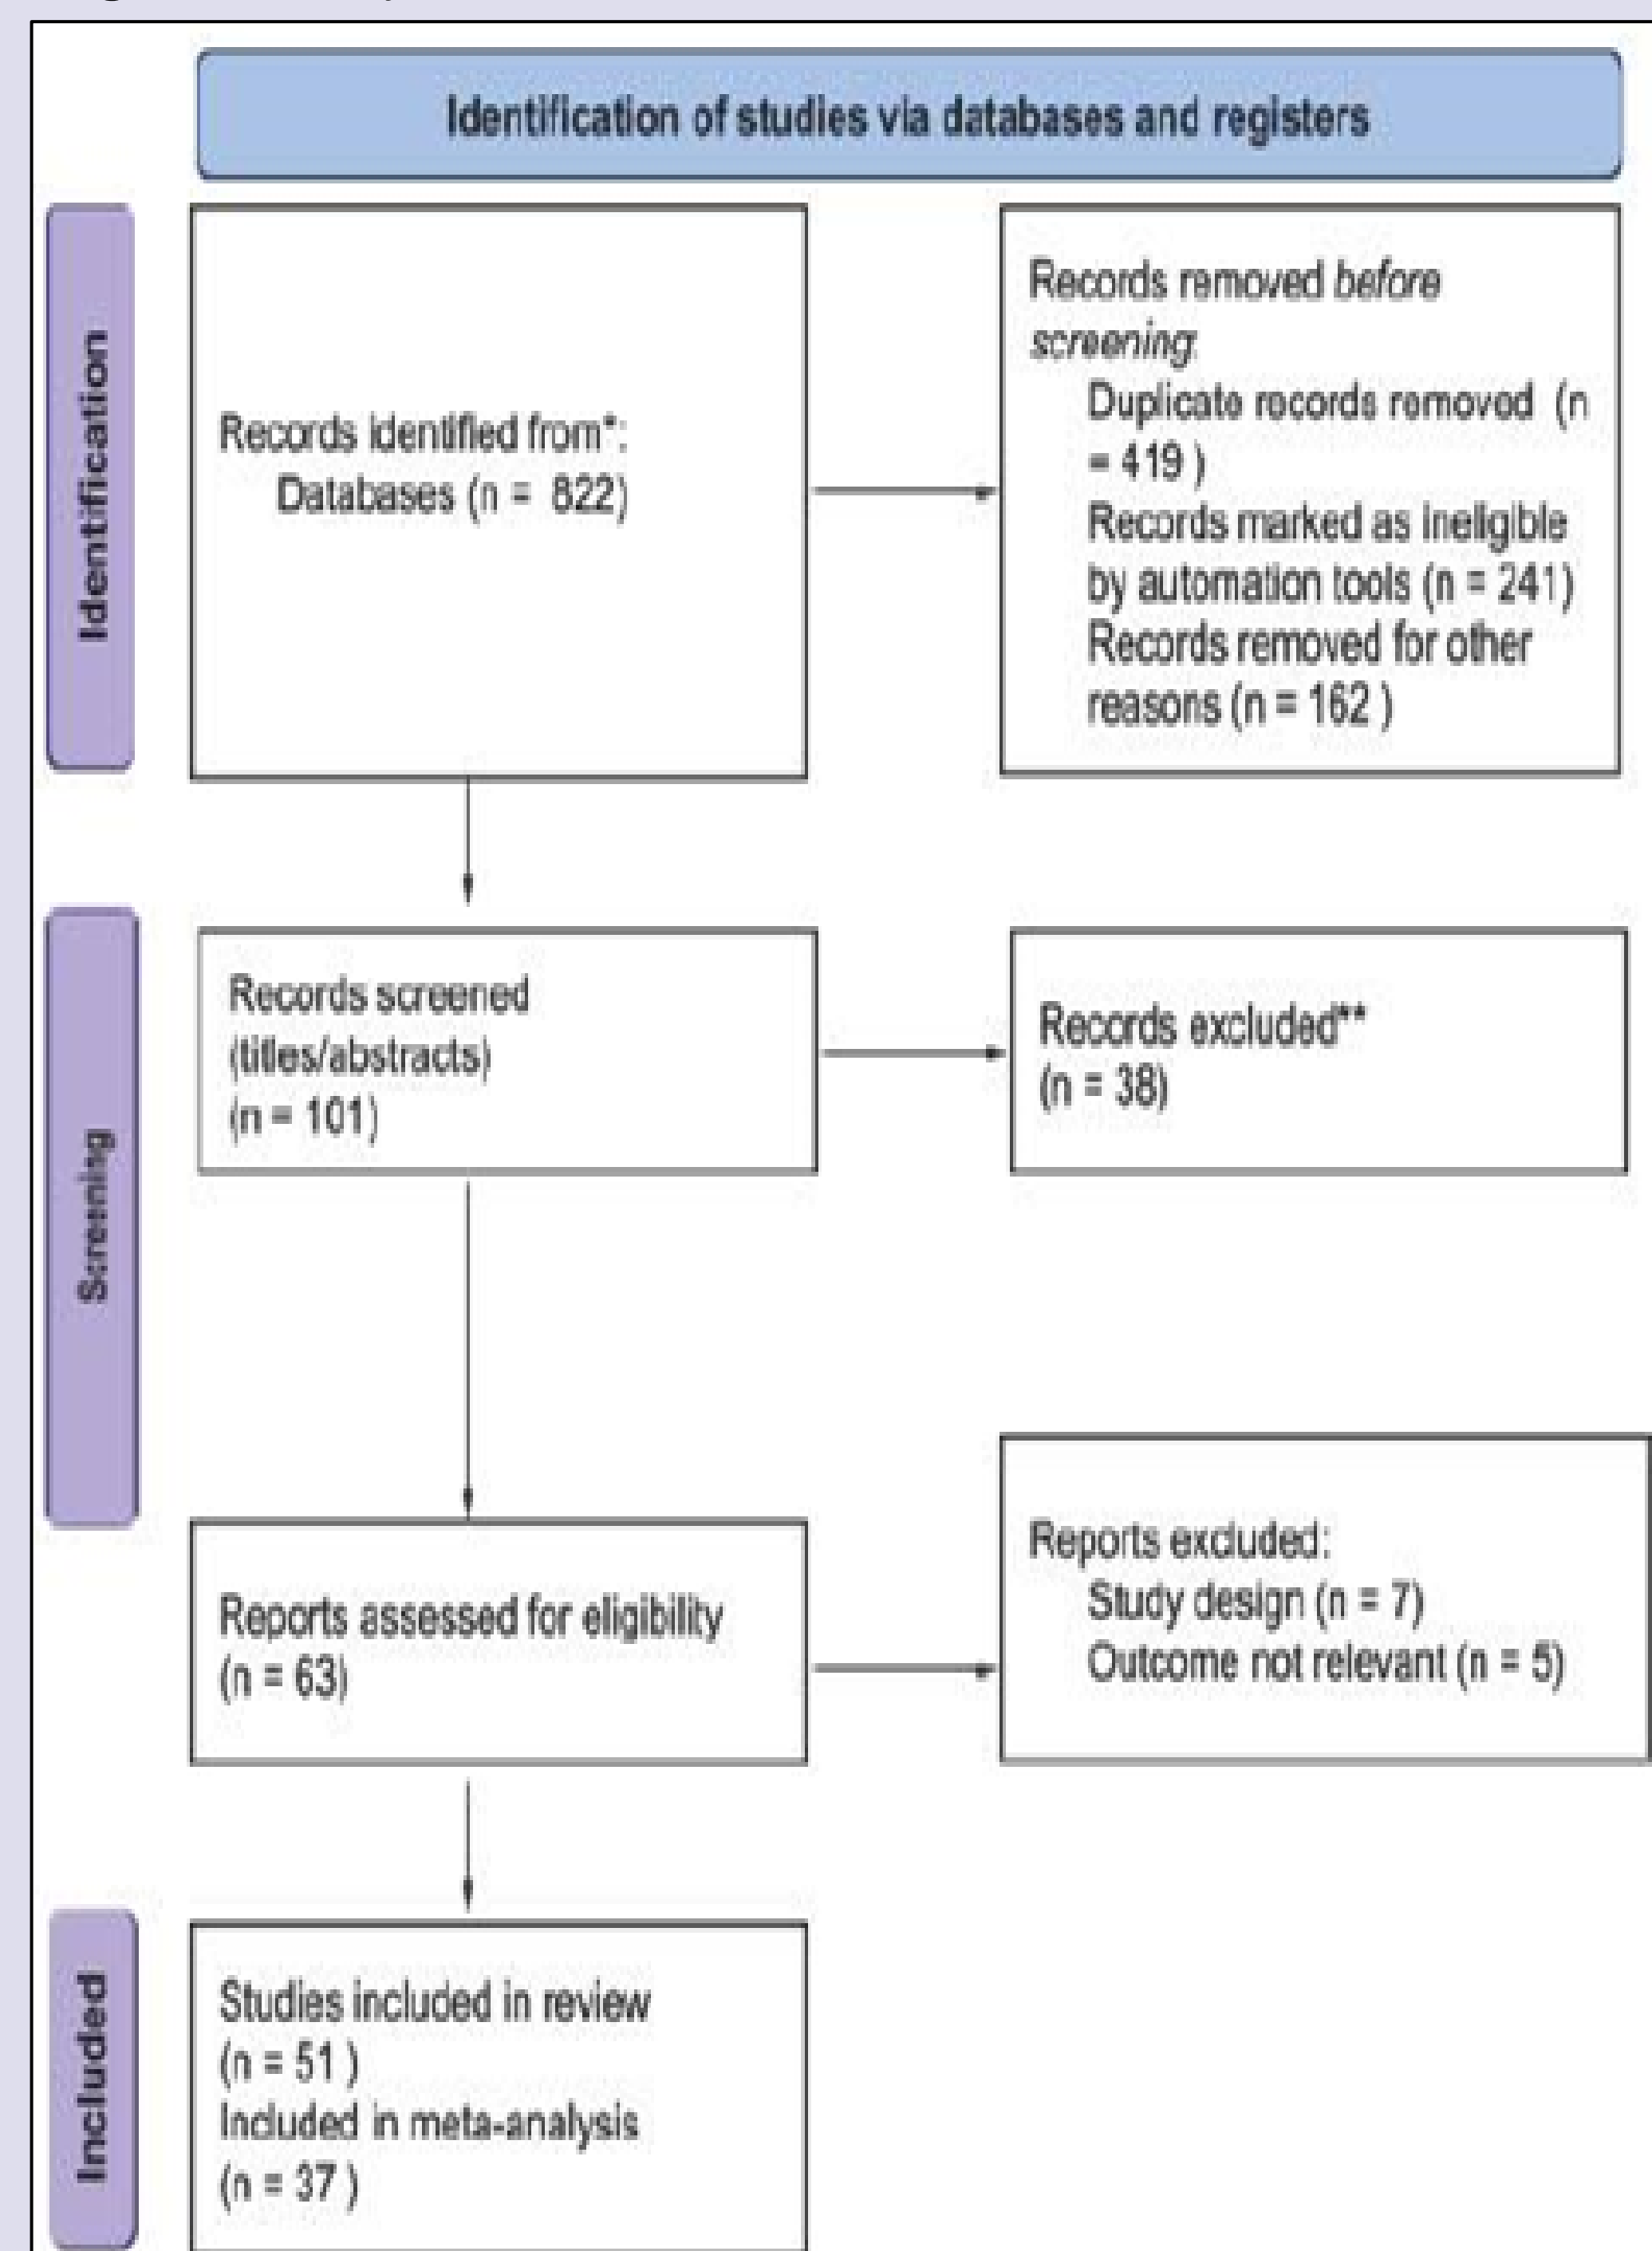 Identification of studies via databases and registers
Identification
Records identified from*:
Databases (n = 822)
Records removed before
screening:
Duplicate records removed (n
= 419 )
Records marked as ineligible
by automation tools (n = 241)
Records removed for other
reasons (n = 162 )
Screening
Records screened
(titles/abstracts)
(n = 101)
Records excluded**
(n = 38)
Reports assessed for eligibility
(n = 63)
Reports excluded:
Study design (n = 7)
Outcome not relevant (n = 5)
Included
Studies included in review
(n = 51 )
Included in meta-analysis
(n = 37 )